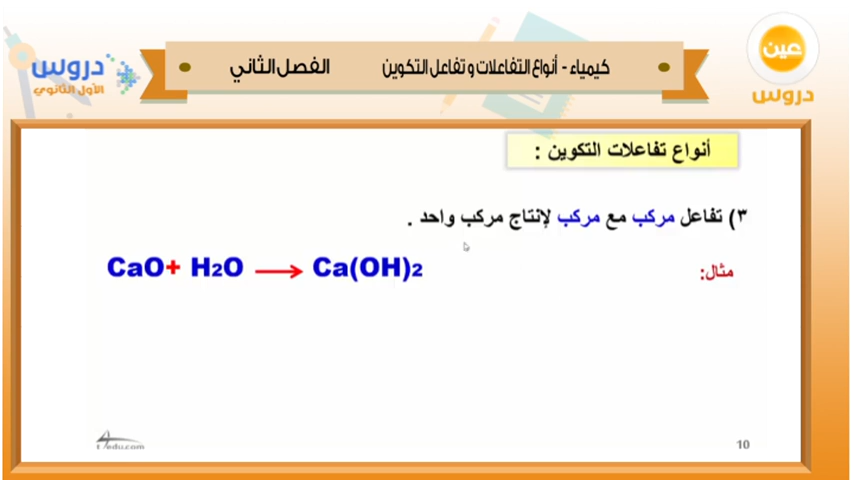 دروس
الأول الثانوي
كيمياء - أنواع التفاعلات و تفاعل التكوين الفصل الثاني
عين
دروس
أنواع تفاعلات التكوين :
٣) تفاعل مركب مع مركب لإنتاج مركب واحد .
مثال:
CaO+ H2O ⟶ Ca(OH)2
10